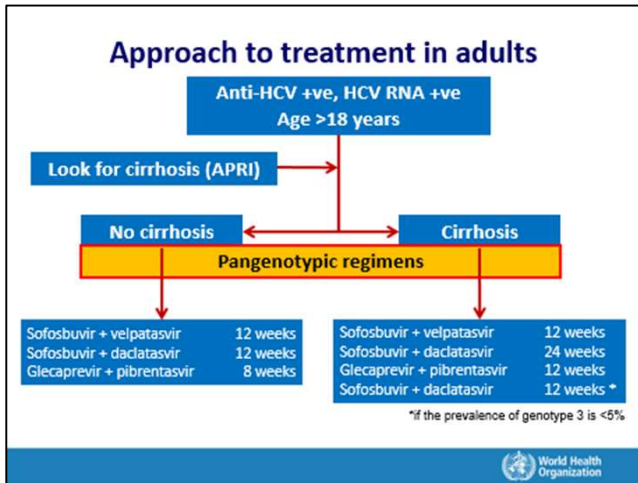 Approach to treatment in adults
Anti-HCV +ve, HCV RNA +ve
Age >18 years
Look for cirrhosis (APRI)
No cirrhosis
Cirrhosis
Pangenotypic regimens
Sofosbuvir + velpatasvir 12 weeks
Sofosbuvir + daclatasvir 12 weeks
Glecaprevir + pibrentasvir 8 weeks
Sofosbuvir + velpatasvir 12 weeks
Sofosbuvir + daclatasvir 24 weeks
Glecaprevir + pibrentasvir 12 weeks
Sofosbuvir + daclatasvir 12 weeks *
*if the prevalence of genotype 3 is <5%
World Health
Organization